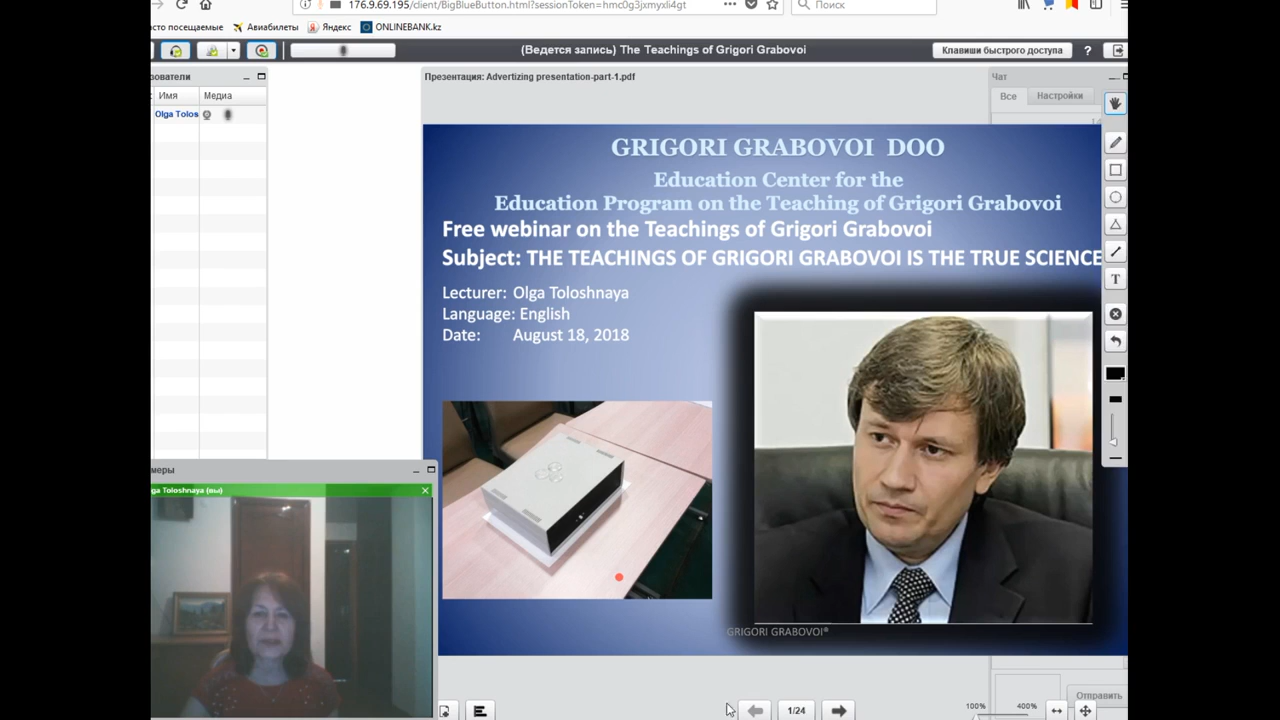 176.9.69.195/client/BigBlueButton.html?sessionToken=hmc0g3jxmyxli4gt
Поиск
сто посещаемые
Авиабилеты
Яндекс
ONLINEBANK.kz
(Ведется запись) The Teachings of Grigori Grabovoi
Клавиши быстрого доступа
?
зователи
Имя
Медиа
Olga Tolos
Презентация: Advertizing presentation-part-1.pdf
Чат
Все
Настройки
GRIGORI GRABOVOI DOO
Education Center for the
Education Program on the Teaching of Grigori Grabovoi
Free webinar on the Teachings of Grigori Grabovoi
Subject: THE TEACHINGS OF GRIGORI GRABOVOI IS THE TRUE SCIENCE
Lecturer: Olga Toloshnaya
Language: English
Date: August 18, 2018
GRIGORI GRABOVOI®
T
меры
ga Toloshnaya (вы)
1/24
100%
400%
Отправить